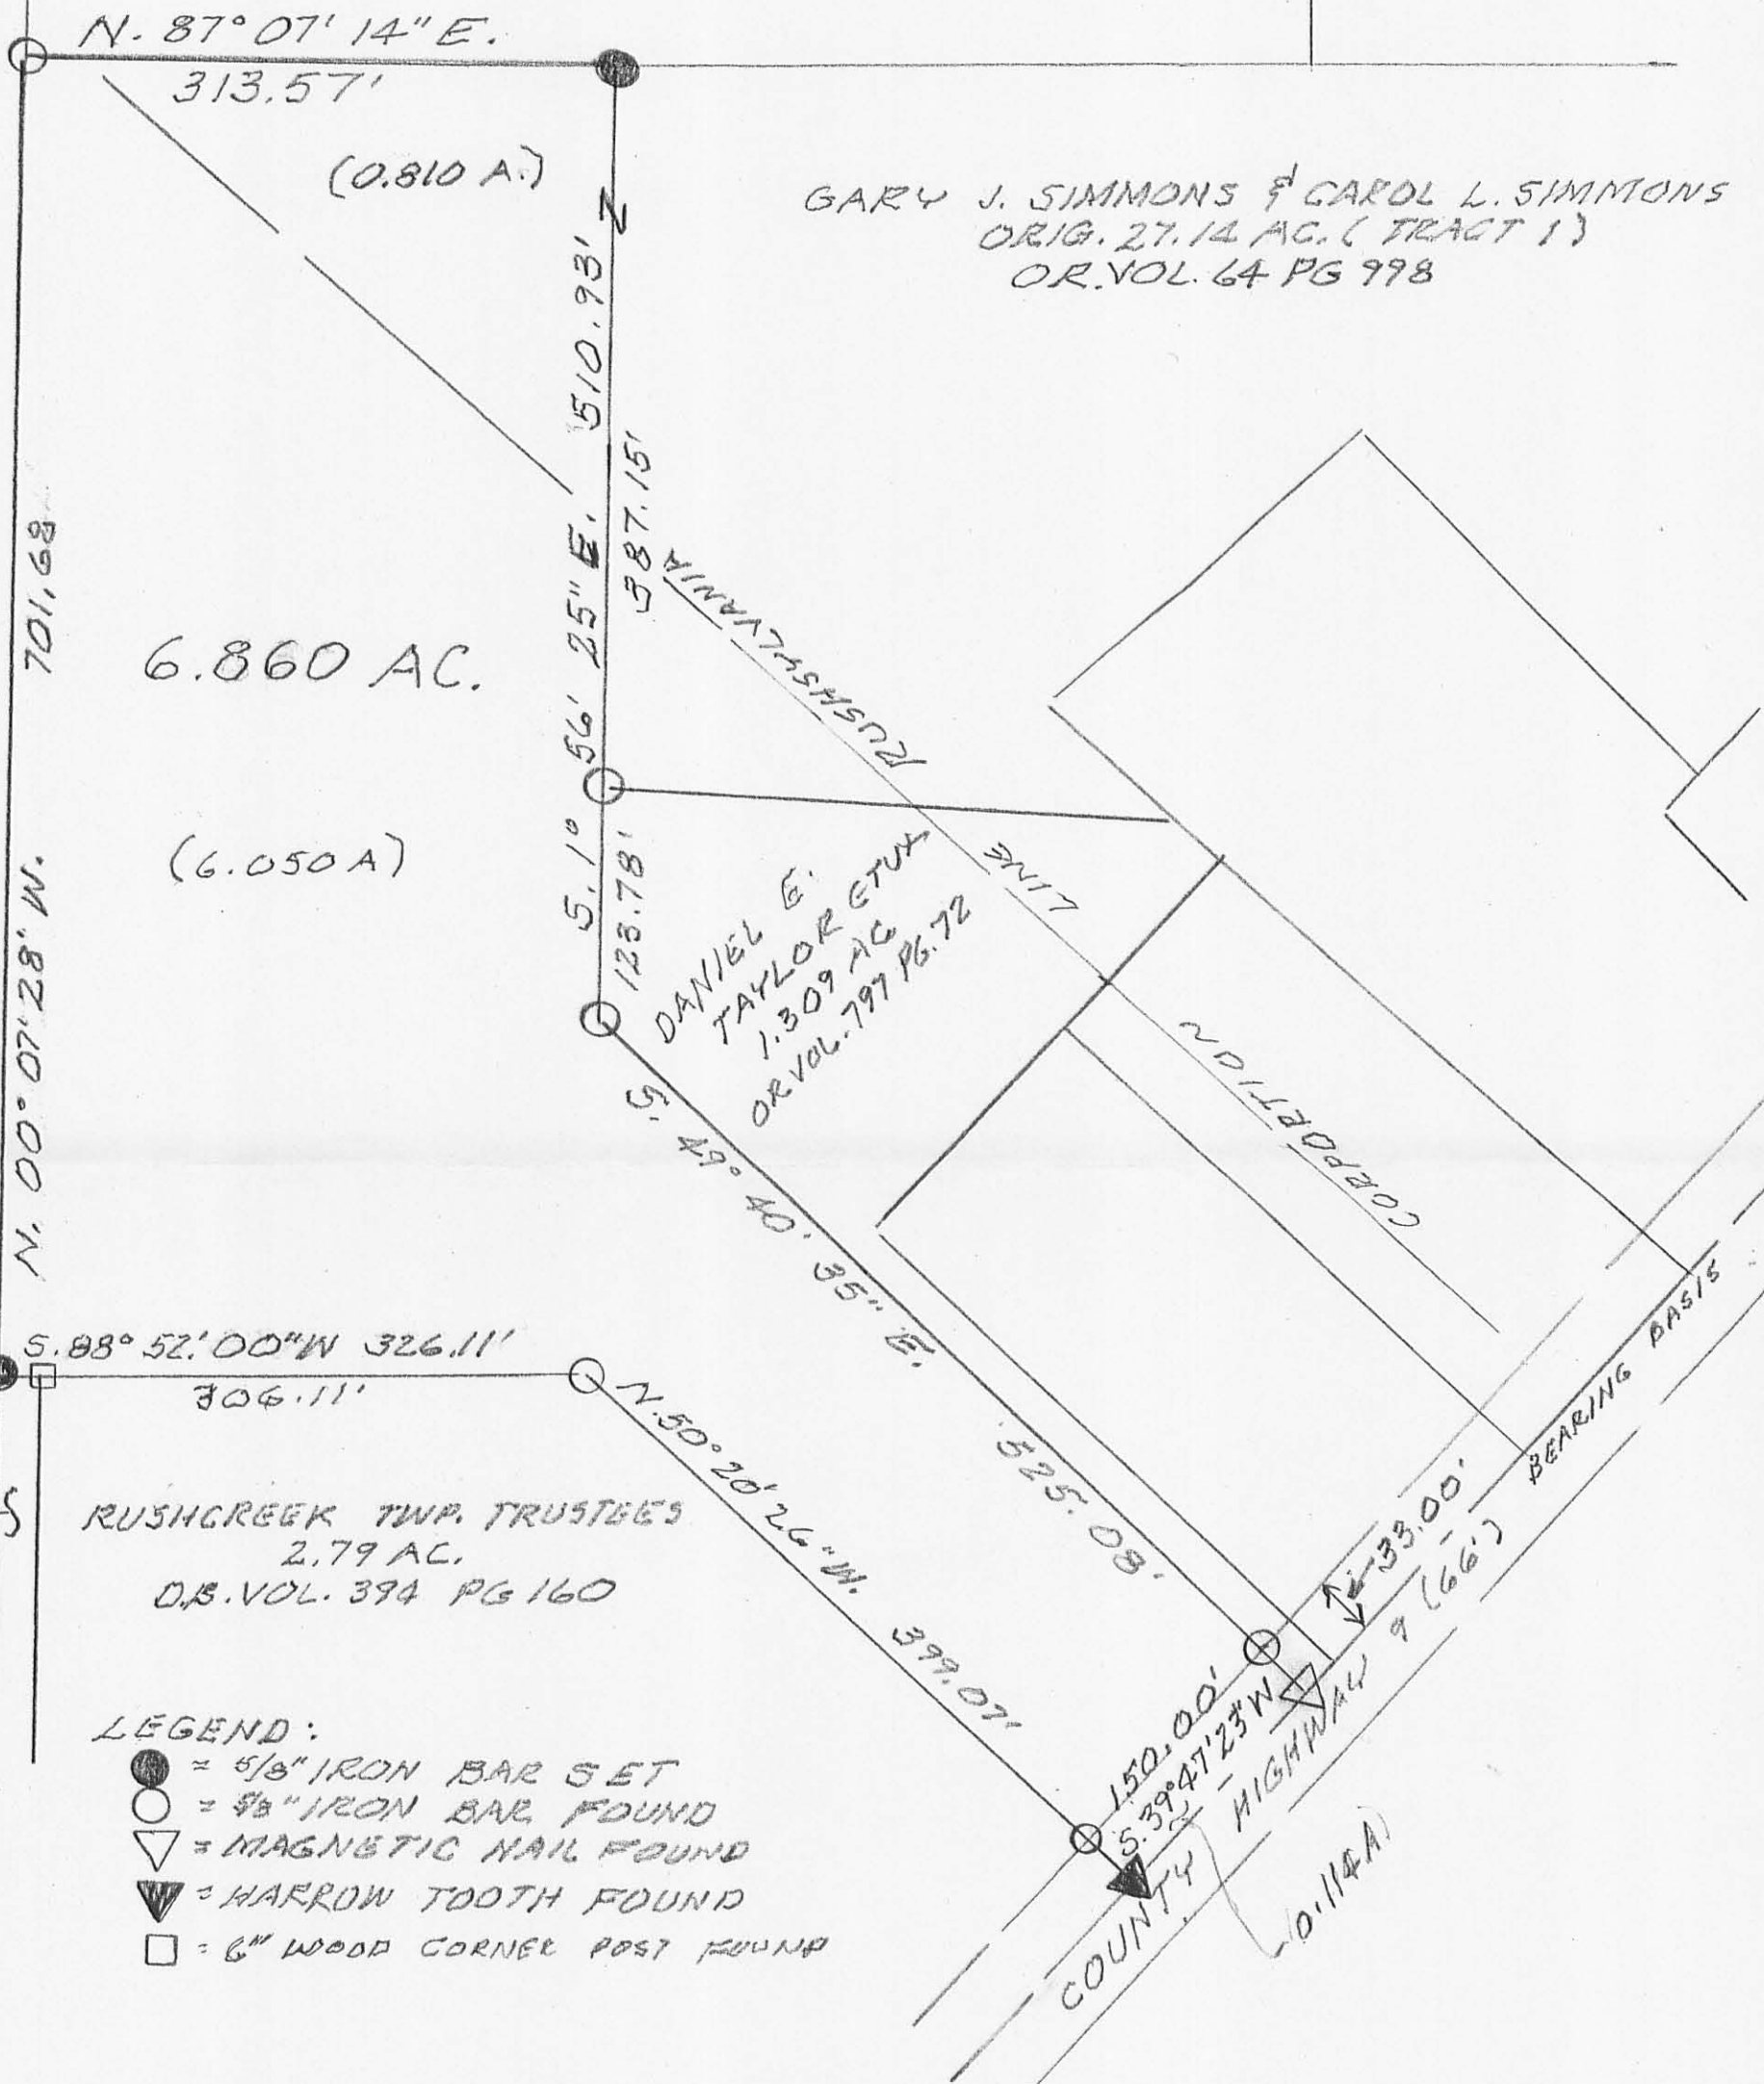 N. 87° 07' 14" E.
313.57'
(0.810 A.)
GARY J. SIMMONS & CAROL L. SIMMONS
ORIG. 27.14 AC. ( TRACT 1)
OR. VOL. 64 PG 998
N. 00° 07' 28" W. 701.68
6.860 AC.
(6.050 A)
S. 1° 56' 25" E. 510.93'
387.15'
123.78'
RUSHSYLVANIA
LINE
CORPORTION
DANIEL E.
TAYLOR ETUX
1.309 AC
OR VOL. 799 PG. 72
S. 49° 40' 35" E. 525.08'
S. 88° 52' 00" W 326.11'
306.11'
N. 50° 20' 26" W. 399.07'
RUSHCREEK TWP. TRUSTEES
2.79 AC.
D.B. VOL. 394 PG 160
BEARING BASIS
33.00'
150.00'
S. 39° 47' 23" W
COUNTY HIGHWAY 9 (66')
(0.114 A)
LEGEND:
= 5/8" IRON BAR SET
= 5/8" IRON BAR FOUND
= MAGNETIC NAIL FOUND
= HARROW TOOTH FOUND
= 6" WOOD CORNER POST FOUND